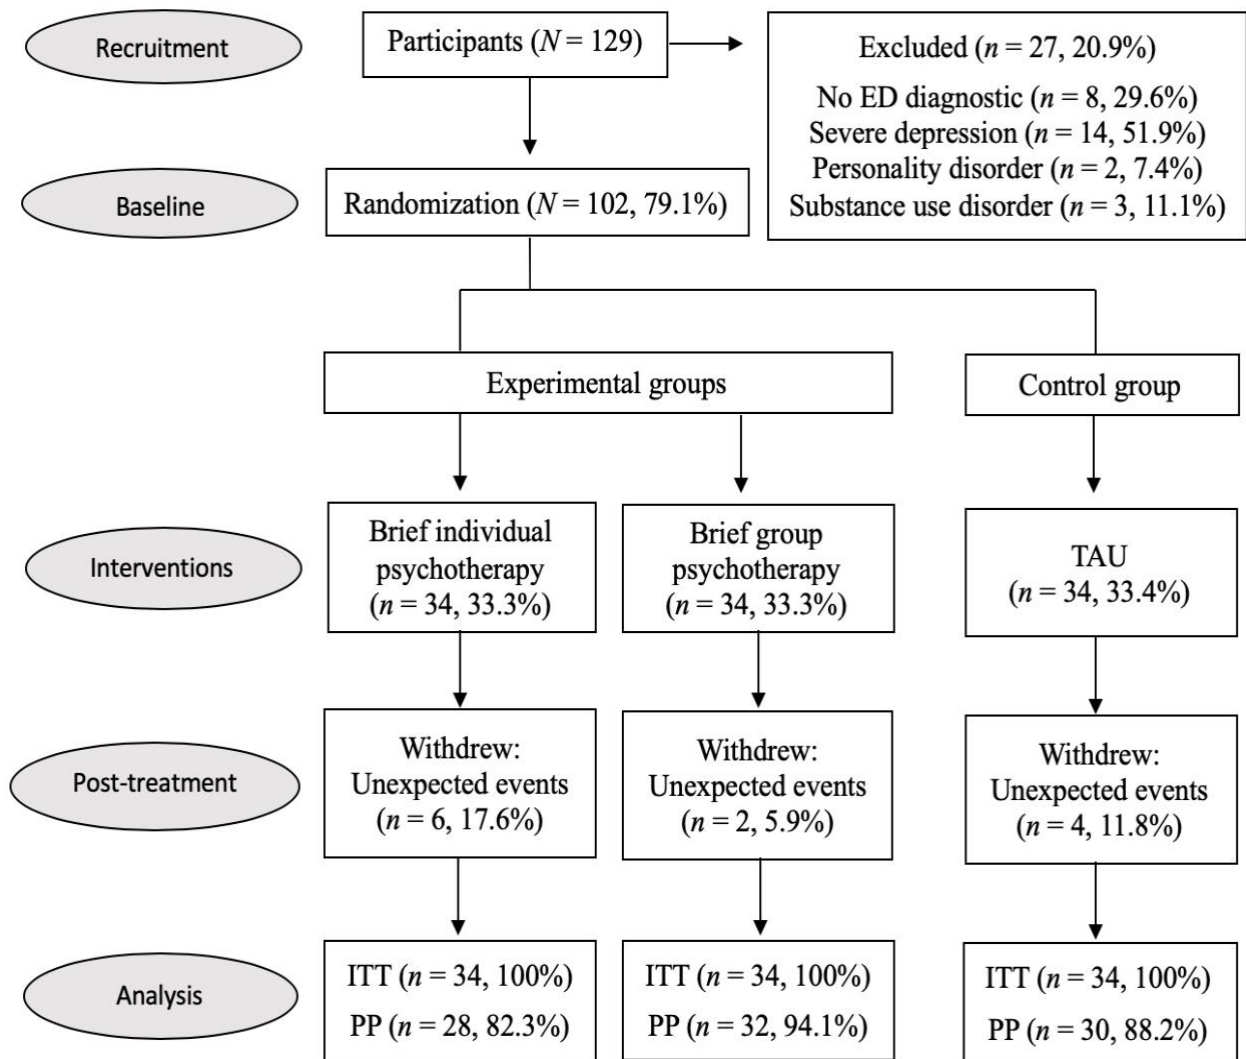 Recruitment
Participants (N = 129)
Excluded (n = 27, 20.9%)
No ED diagnostic (n = 8, 29.6%)
Severe depression (n = 14, 51.9%)
Personality disorder (n = 2, 7.4%)
Substance use disorder (n = 3, 11.1%)
Baseline
Randomization (N = 102, 79.1%)
Experimental groups
Control group
Interventions
Brief individual
psychotherapy
(n = 34, 33.3%)
Brief group
psychotherapy
(n = 34, 33.3%)
TAU
(n = 34, 33.4%)
Post-treatment
Withdrew:
Unexpected events
(n = 6, 17.6%)
Withdrew:
Unexpected events
(n = 2, 5.9%)
Withdrew:
Unexpected events
(n = 4, 11.8%)
Analysis
ITT (n = 34, 100%)
PP (n = 28, 82.3%)
ITT (n = 34, 100%)
PP (n = 32, 94.1%)
ITT (n = 34, 100%)
PP (n = 30, 88.2%)